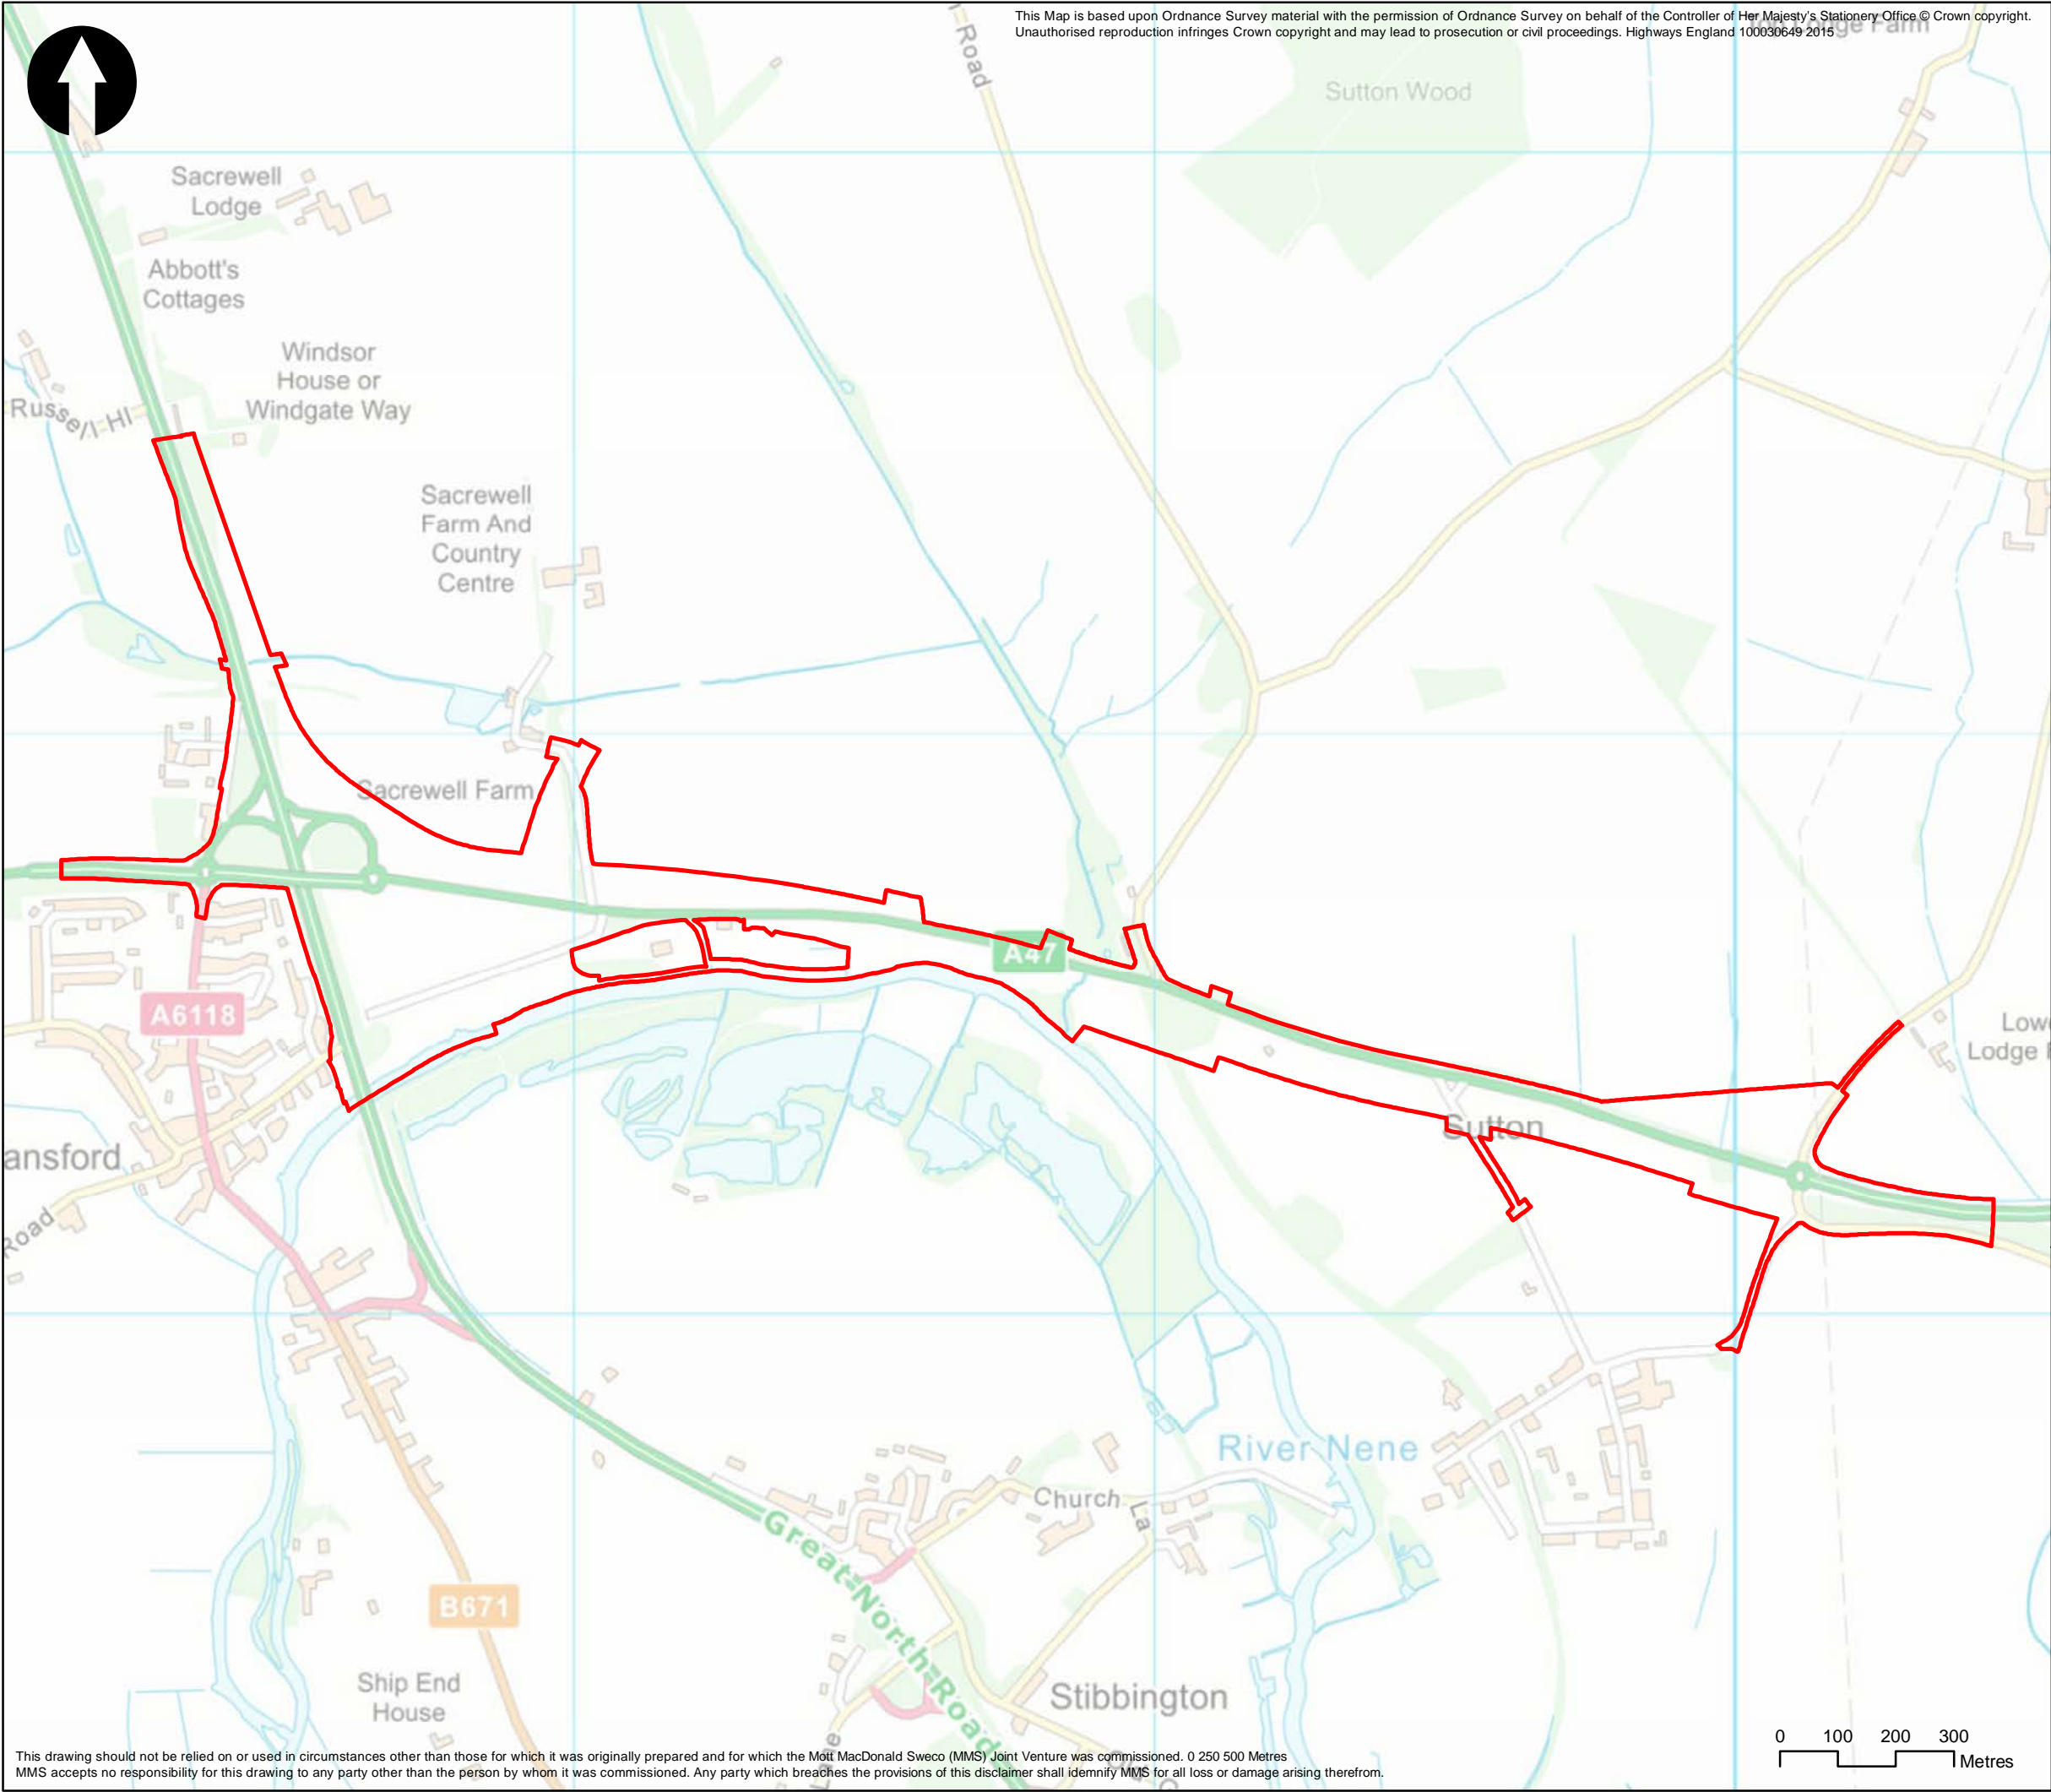 This Map is based upon Ordnance Survey material with the permission of Ordnance Survey on behalf of the Controller of Her Majesty's Stationery Office © Crown copyright.
Unauthorised reproduction infringes Crown copyright and may lead to prosecution or civil proceedings. Highways England 100030649 2015
Lodge Farm
Road
Sutton Wood
Sacrewell
Lodge
Abbott's
Cottages
Windsor
House or
Windgate Way
Russell Hl
Sacrewell
Farm And
Country
Centre
Sacrewell Farm
A47
A6118
Lodge
Sutton
ansford
Road
River Nene
Church La
Great North Road
B671
Ship End
House
Stibbington
0 100 200 300
Metres
This drawing should not be relied on or used in circumstances other than those for which it was originally prepared and for which the Mott MacDonald Sweco (MMS) Joint Venture was commissioned. 0 250 500 Metres
MMS accepts no responsibility for this drawing to any party other than the person by whom it was commissioned. Any party which breaches the provisions of this disclaimer shall idemnify MMS for all loss or damage arising therefrom.